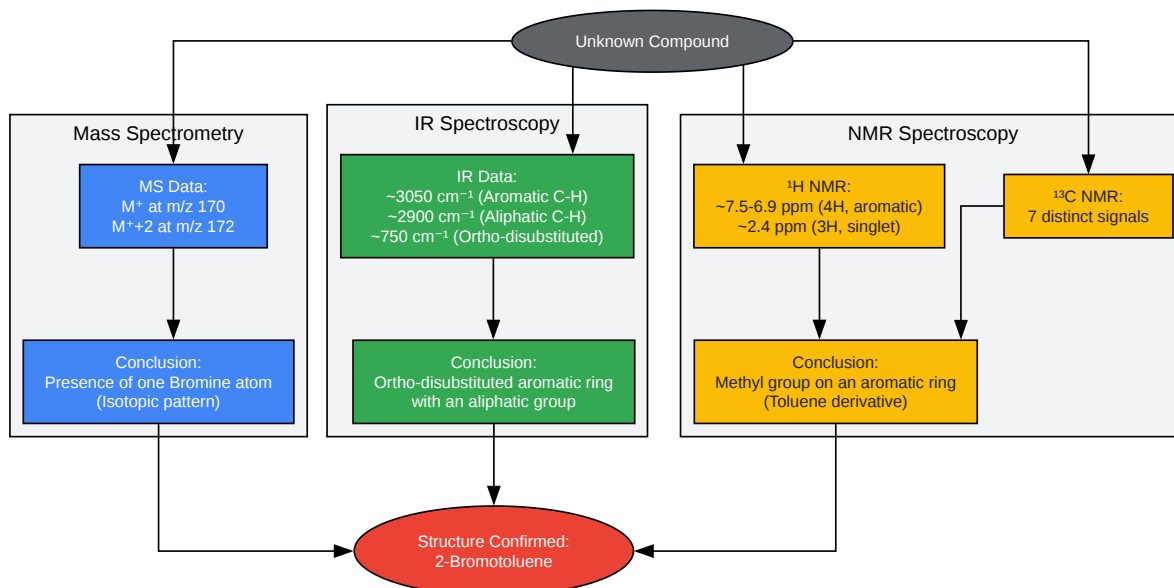 Unknown Compound
Mass Spectrometry
MS Data:
M⁺ at m/z 170
M⁺+2 at m/z 172
Conclusion:
Presence of one Bromine atom
(Isotopic pattern)
IR Spectroscopy
IR Data:
~3050 cm⁻¹ (Aromatic C-H)
~2900 cm⁻¹ (Aliphatic C-H)
~750 cm⁻¹ (Ortho-disubstituted)
Conclusion:
Ortho-disubstituted aromatic ring
with an aliphatic group
NMR Spectroscopy
¹H NMR:
~7.5-6.9 ppm (4H, aromatic)
~2.4 ppm (3H, singlet)
¹³C NMR:
7 distinct signals
Conclusion:
Methyl group on an aromatic ring
(Toluene derivative)
Structure Confirmed:
2-Bromotoluene